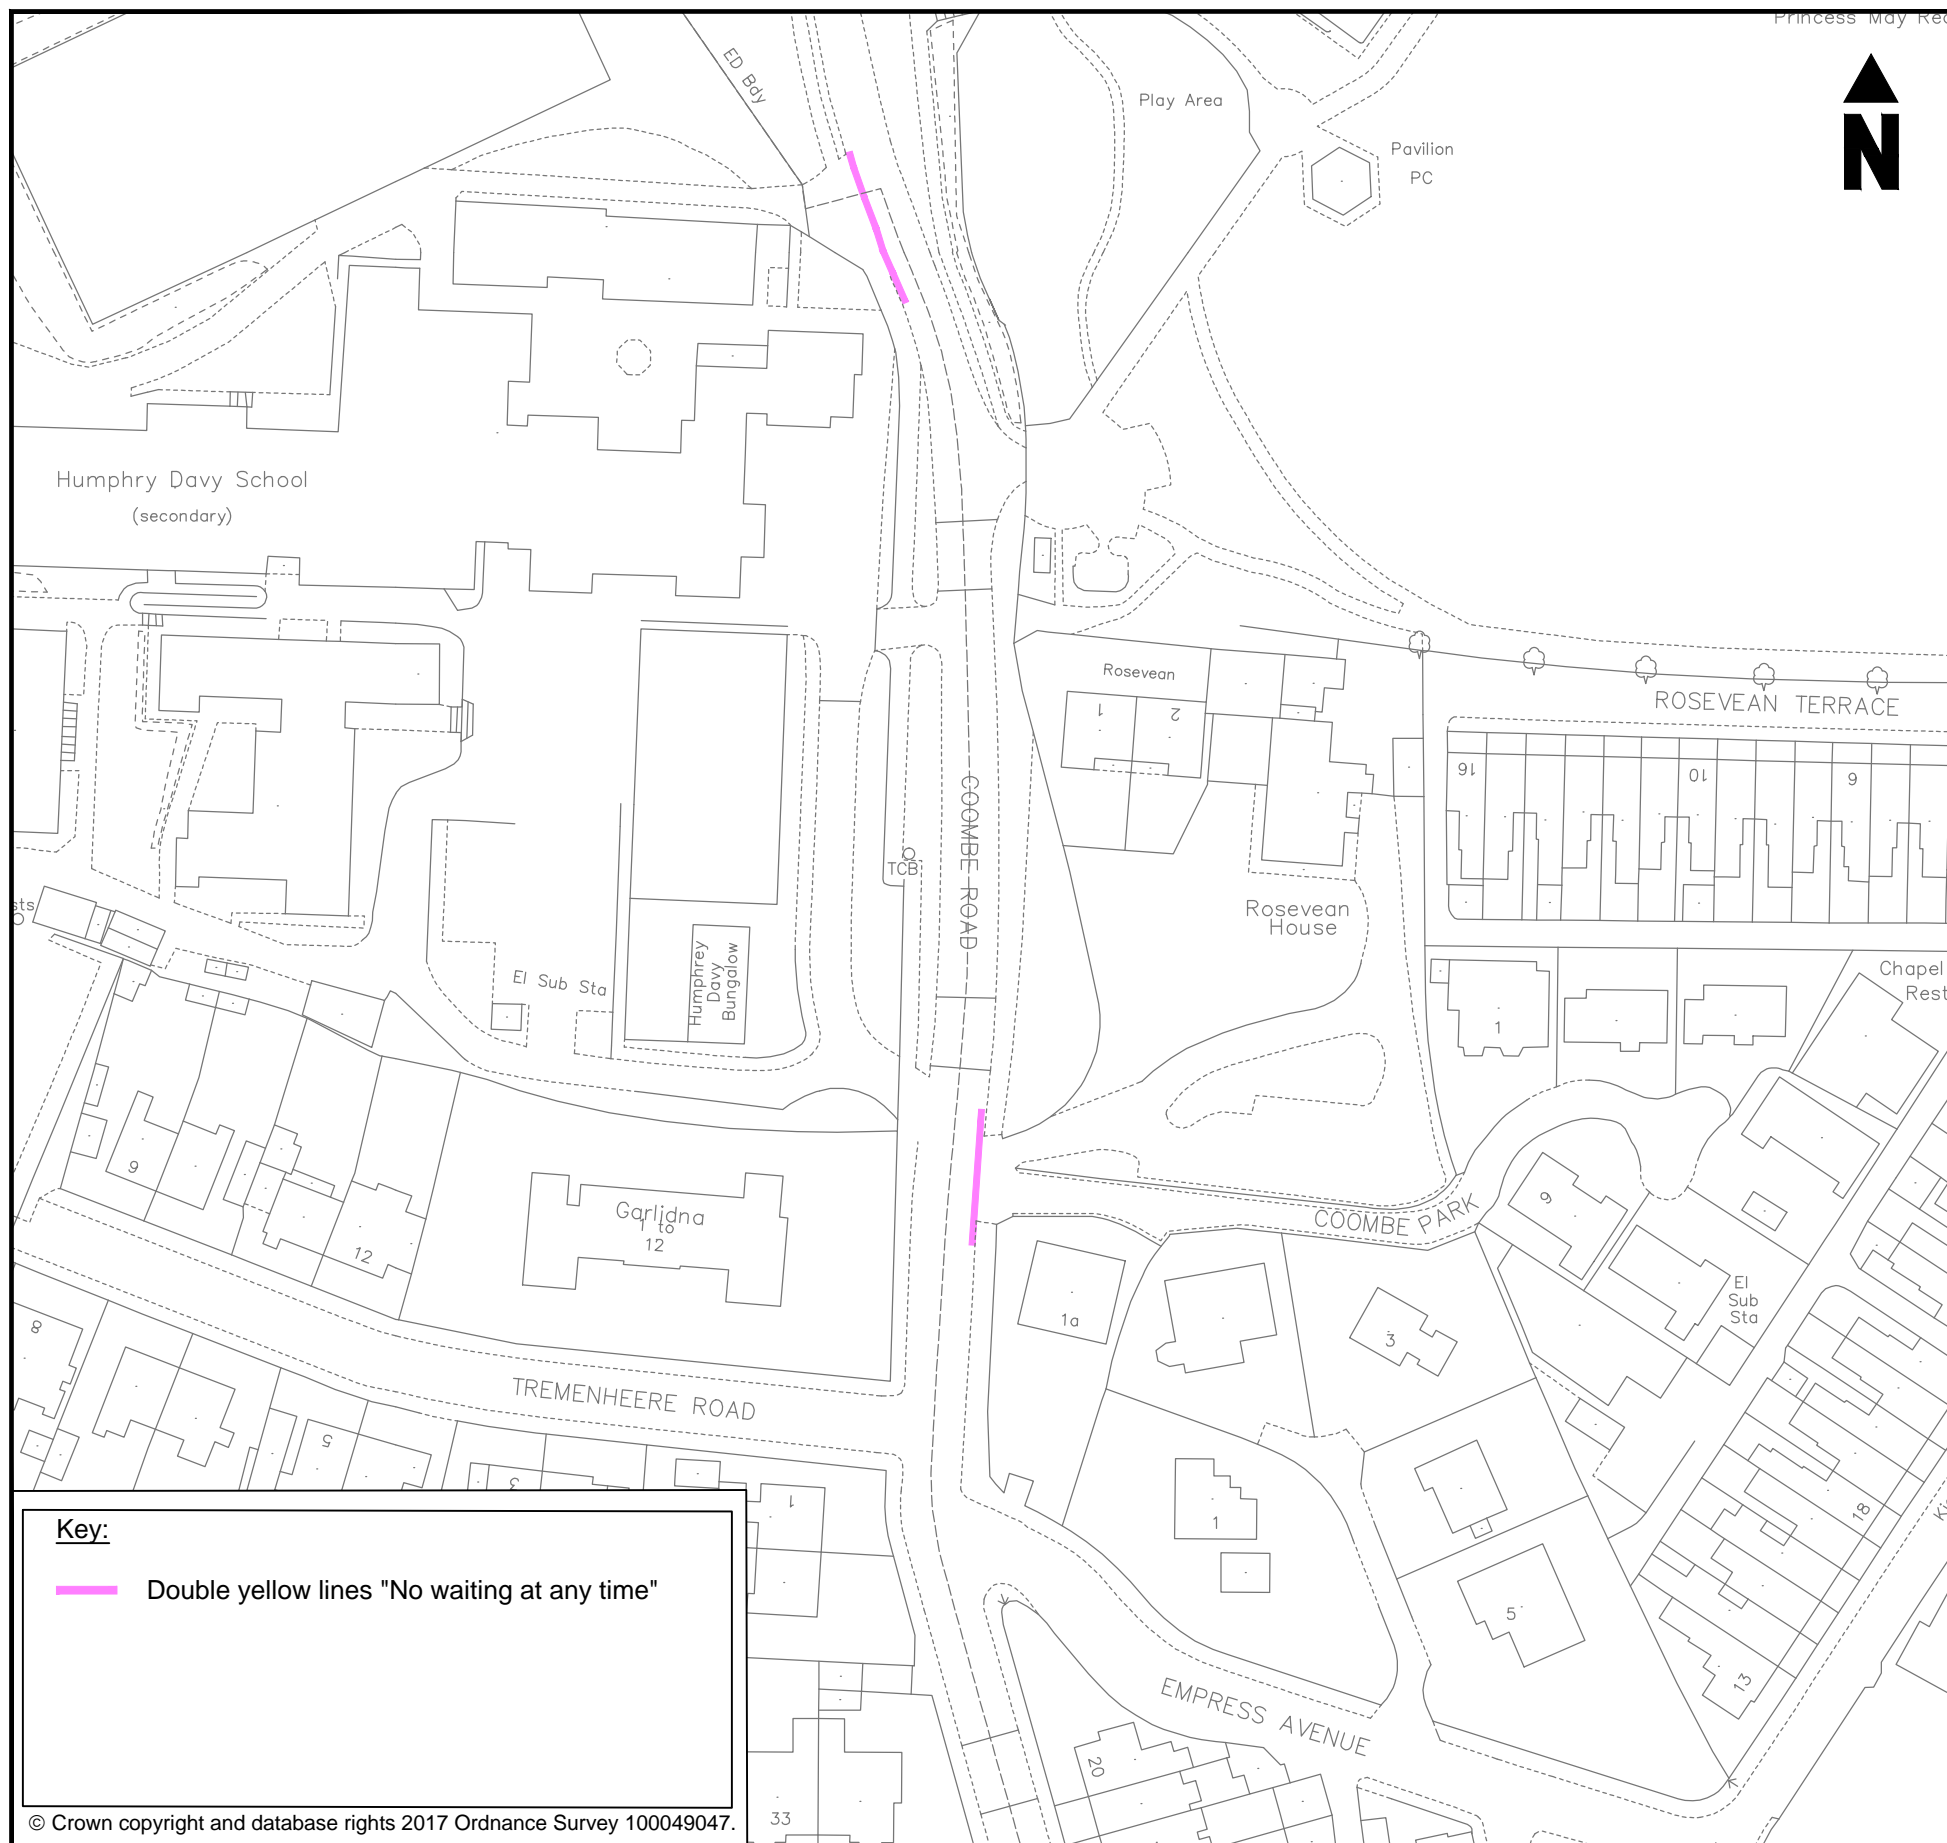 Princess May
N
ED Bdy
Play Area
Pavilion
PC
Humphry Davy School
(secondary)
Rosevean
1
2
ROSEVEAN TERRACE
16
10
6
COOMBE ROAD
TCB
Rosevean
House
Humphrey
Davy
Bungalow
El Sub Sta
Chapel
1
9
12
Garlidna
1 to
12
COOMBE PARK
9
El
Sub
Sta
1a
3
8
TREMENHEERE ROAD
5
3
1
1
18
5
13
EMPRESS AVENUE
20
33
Key:
Double yellow lines "No waiting at any time"
© Crown copyright and database rights 2017 Ordnance Survey 100049047.